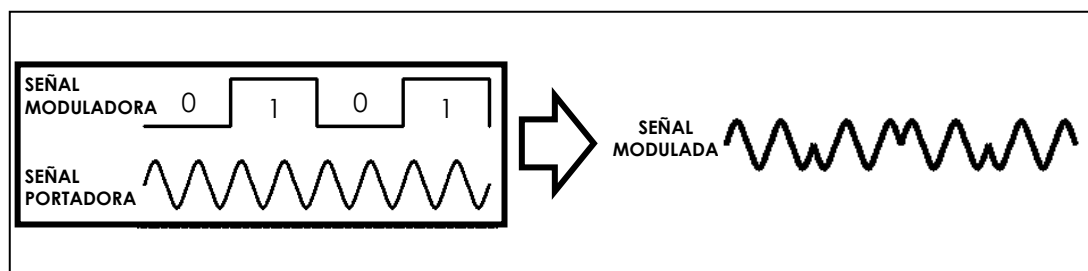 SEÑAL
MODULADORA
0 1 0 1
SEÑAL
PORTADORA
SEÑAL
MODULADA